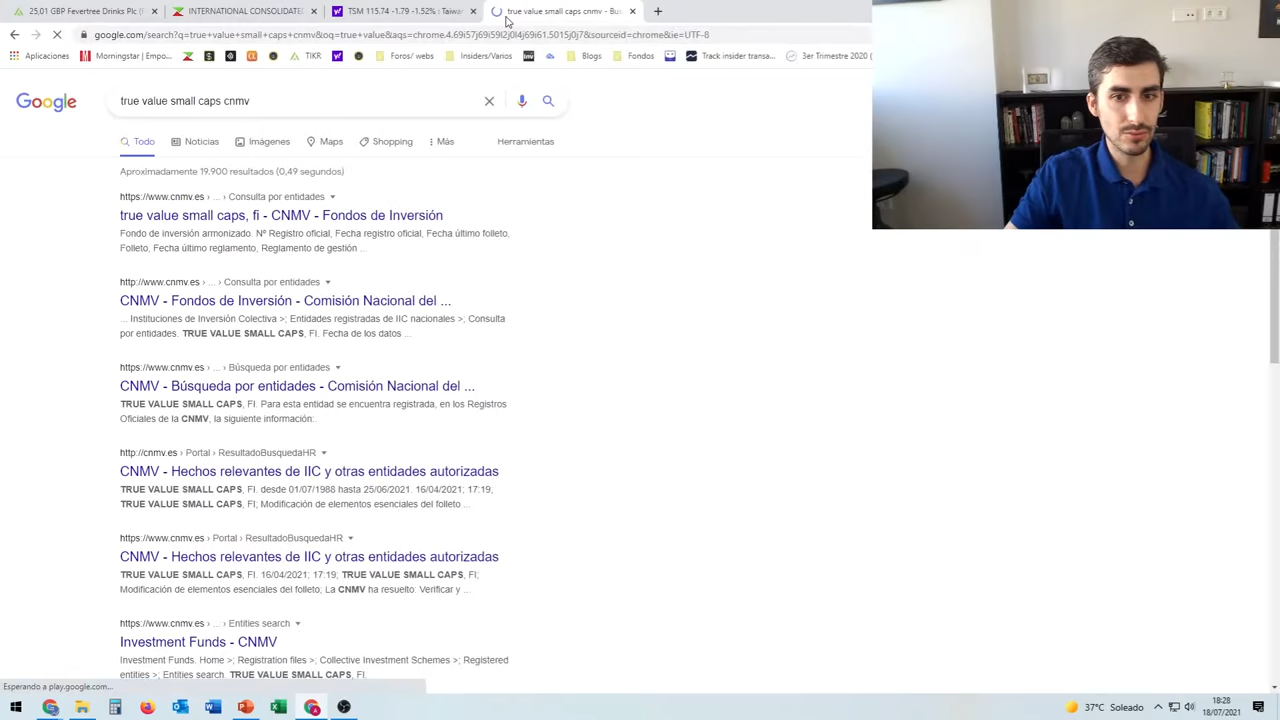 25,01 GBP Fevertree Drinks Plc (F
INTERNATIONAL CONSOLIDATE
TSM 115.74 -1.79 -1.52% : Taiwa
true value small caps cnmv - Bus
google.com/search?q=true+value+small+caps+cnmv&oq=true+value&aqs=chrome.4.69i57j69i59l2j0l4j69i61.5015j0j7&sourceid=chrome&ie=UTF-8
Aplicaciones
Morningstar | Empo...
TIKR
Foros/ webs
Insiders/Varios
Blogs
Fondos
Track insider transa...
3er Trimestre 2020 (
Google
true value small caps cnmv
Todo
Noticias
Imágenes
Maps
Shopping
Más
Herramientas
Aproximadamente 19.900 resultados (0,49 segundos)
https://www.cnmv.es › ... › Consulta por entidades
true value small caps, fi - CNMV - Fondos de Inversión
Fondo de inversión armonizado. Nº Registro oficial, Fecha registro oficial, Fecha último folleto,
Folleto, Fecha último reglamento, Reglamento de gestión ...
http://www.cnmv.es › ... › Consulta por entidades
CNMV - Fondos de Inversión - Comisión Nacional del ...
... Instituciones de Inversión Colectiva >; Entidades registradas de IIC nacionales >; Consulta
por entidades. TRUE VALUE SMALL CAPS, FI. Fecha de los datos ...
https://www.cnmv.es › ... › Búsqueda por entidades
CNMV - Búsqueda por entidades - Comisión Nacional del ...
TRUE VALUE SMALL CAPS, FI. Para esta entidad se encuentra registrada, en los Registros
Oficiales de la CNMV, la siguiente información:.
http://cnmv.es › Portal › ResultadoBusquedaHR
CNMV - Hechos relevantes de IIC y otras entidades autorizadas
TRUE VALUE SMALL CAPS, FI. desde 01/07/1988 hasta 25/06/2021. 16/04/2021; 17:19,
TRUE VALUE SMALL CAPS, FI; Modificación de elementos esenciales del folleto ...
https://www.cnmv.es › Portal › ResultadoBusquedaHR
CNMV - Hechos relevantes de IIC y otras entidades autorizadas
TRUE VALUE SMALL CAPS, FI. 16/04/2021; 17:19; TRUE VALUE SMALL CAPS, FI;
Modificación de elementos esenciales del folleto; La CNMV ha resuelto: Verificar y ...
https://www.cnmv.es › ... › Entities search
Investment Funds - CNMV
Investment Funds. Home >; Registration files >; Collective Investment Schemes >; Registered
entities >; Entities search. TRUE VALUE SMALL CAPS, FI.
Esperando a play.google.com...
37°C Soleado
18:28
18/07/2021